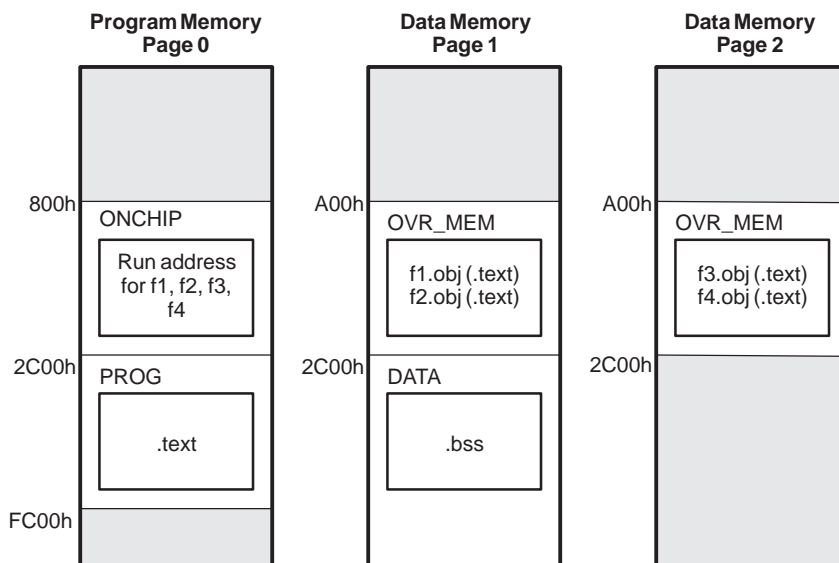 Program Memory
Page 0
Data Memory
Page 1
Data Memory
Page 2
800h
ONCHIP
Run address
for f1, f2, f3,
f4
2C00h
PROG
.text
FC00h
A00h
OVR_MEM
f1.obj (.text)
f2.obj (.text)
2C00h
DATA
.bss
A00h
OVR_MEM
f3.obj (.text)
f4.obj (.text)
2C00h